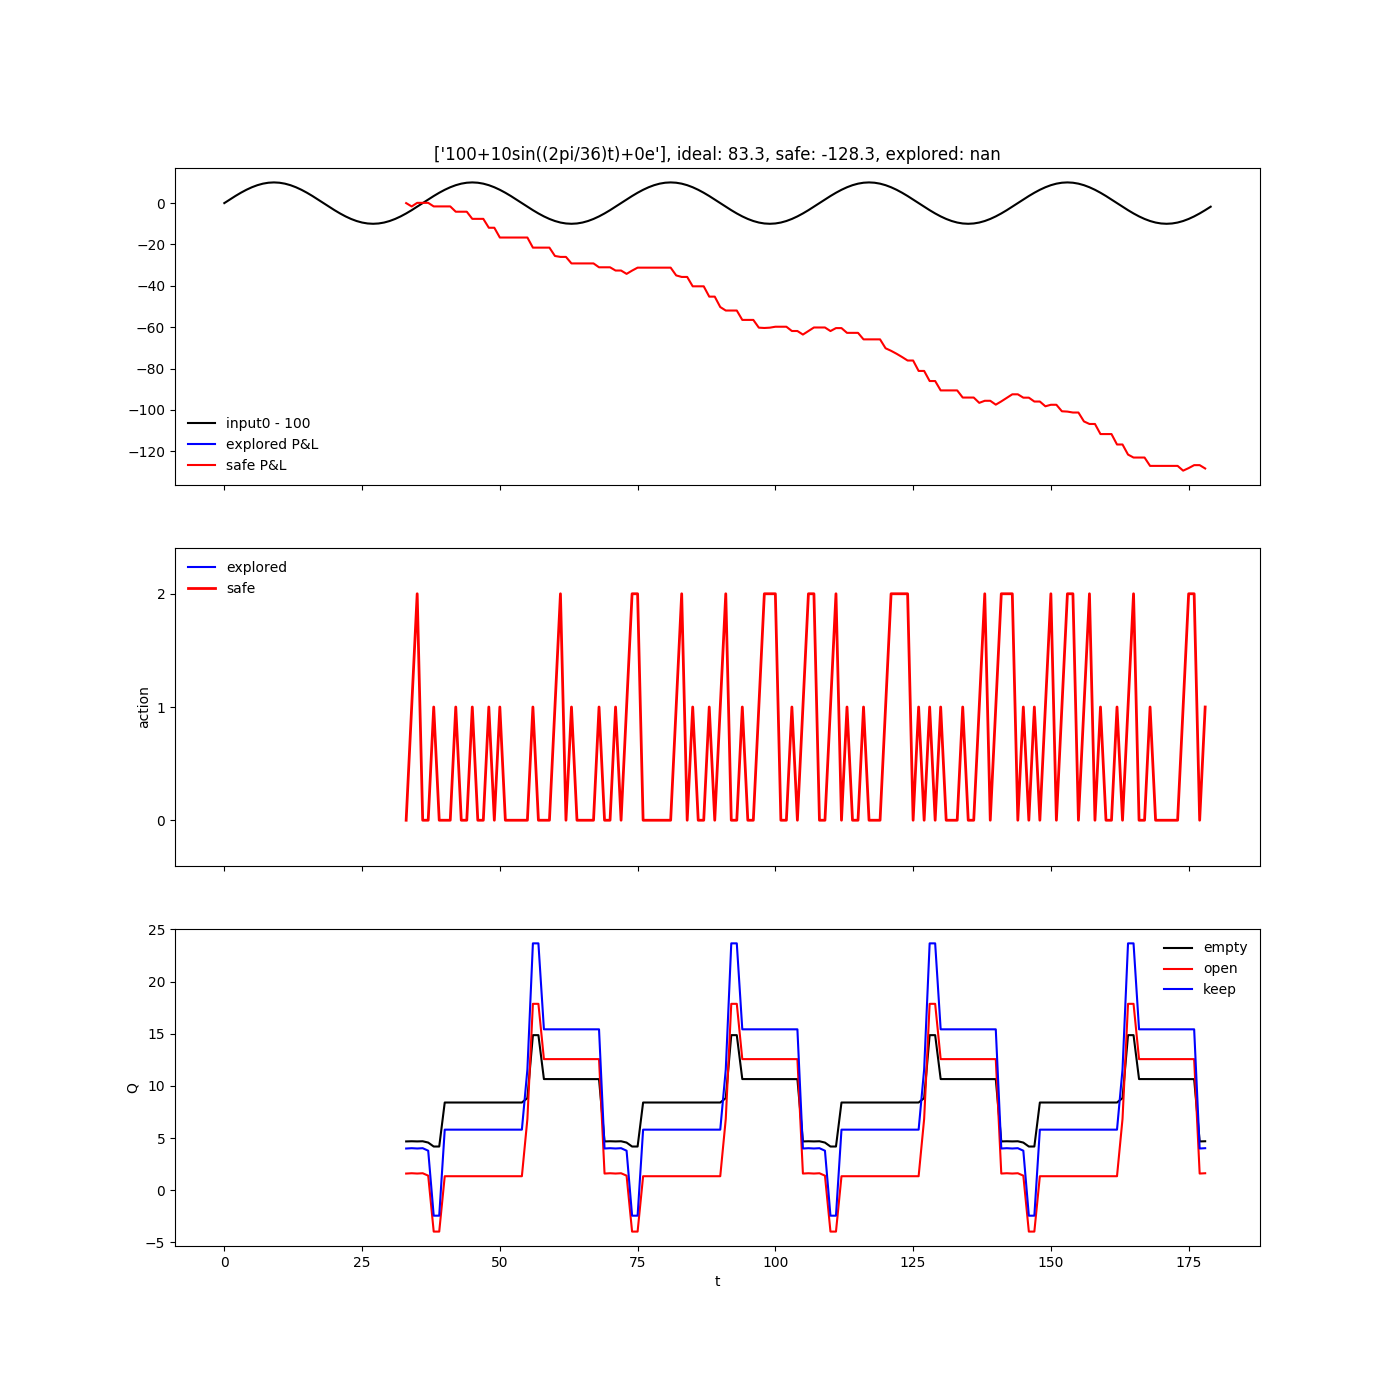 ['100+10sin((2pi/36)t)+0e'], ideal: 83.3, safe: -128.3, explored: nan
0
−20
−40
−60
−80
−100
−120
input0 - 100
explored P&L
safe P&L
explored
safe
2
1
0
action
empty
open
keep
25
20
15
10
5
0
−5
Q
0 25 50 75 100 125 150 175
t